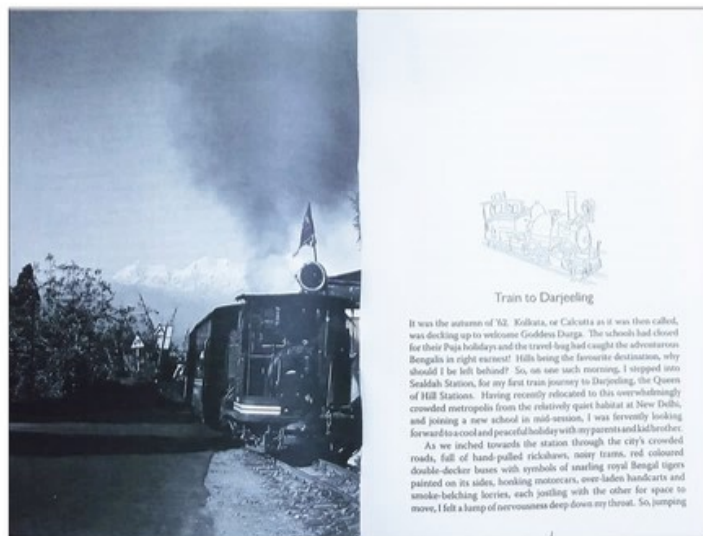 Train to Darjeeling
It was the autumn of '62. Kolkata, or Calcutta as it was then called,
was decking up to welcome Goddess Durga. The schools had closed
for their Puja holidays and the travel-bug had caught the adventurous
Bengalis in right earnest! Hills being the favourite destination, why
should I be left behind? So, on one such morning, I stepped into
Sealdah Station, for my first train journey to Darjeeling, the Queen
of Hill Stations. Having recently relocated to this overwhelmingly
crowded metropolis from the relatively quiet habitat at New Delhi,
and joining a new school in mid-session, I was fervently looking
forward to a cool and peaceful holiday with my parents and kid brother.
As we inched towards the station through the city's crowded
roads, full of hand-pulled rickshaws, noisy trams, red coloured
double-decker buses with symbols of snarling royal Bengal tigers
painted on its sides, honking motorcars, over-laden handcarts and
smoke-belching lorries, each jostling with the other for space to
move, I felt a lump of nervousness deep down my throat. So, jumping